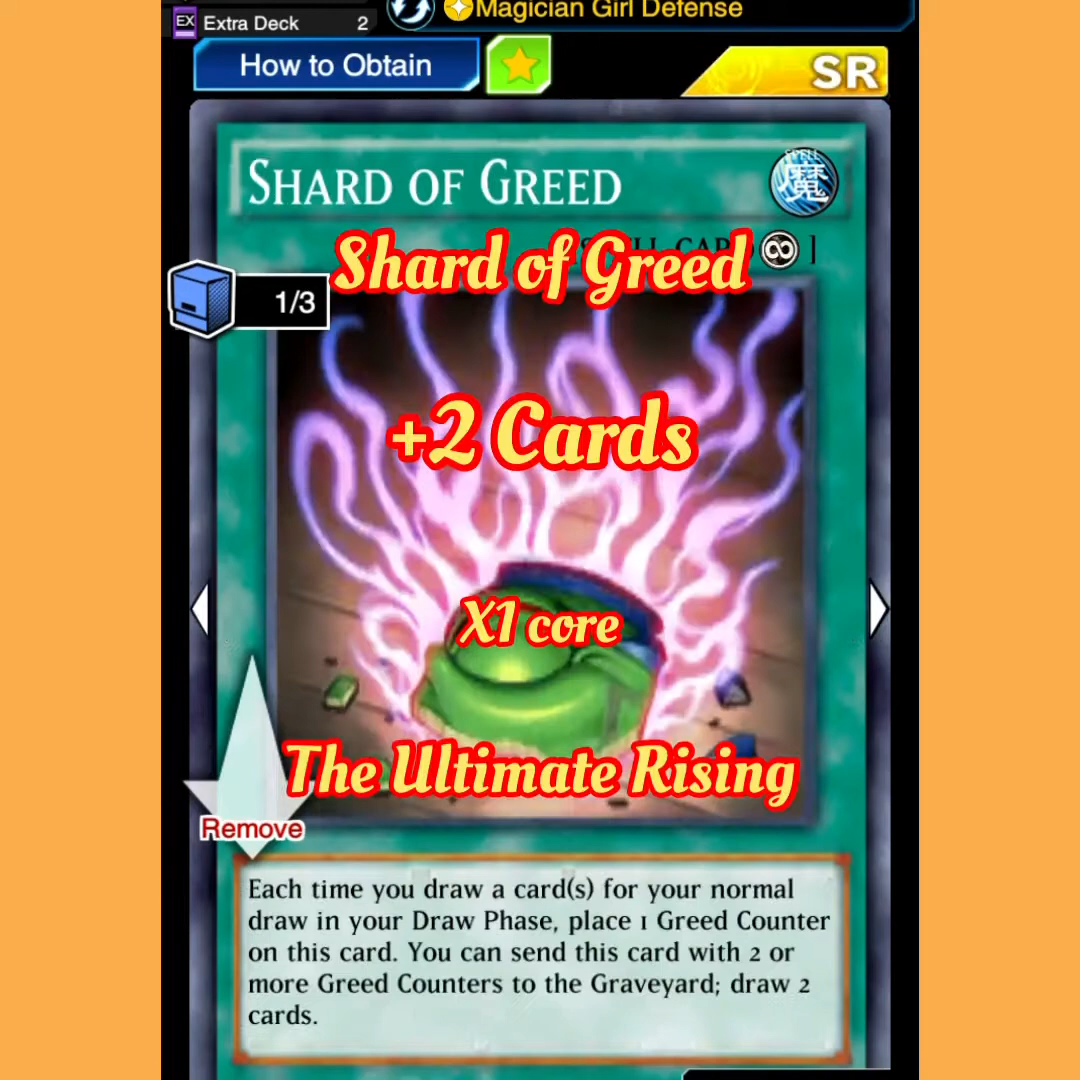 EX Extra Deck 2
Magician Girl Defense
How to Obtain
SR
SHARD OF GREED
SPELL
魔
Shard of Greed
1/3
+2 Cards
X1 core
The Ultimate Rising
Remove
Each time you draw a card(s) for your normal
draw in your Draw Phase, place 1 Greed Counter
on this card. You can send this card with 2 or
more Greed Counters to the Graveyard; draw 2
cards.